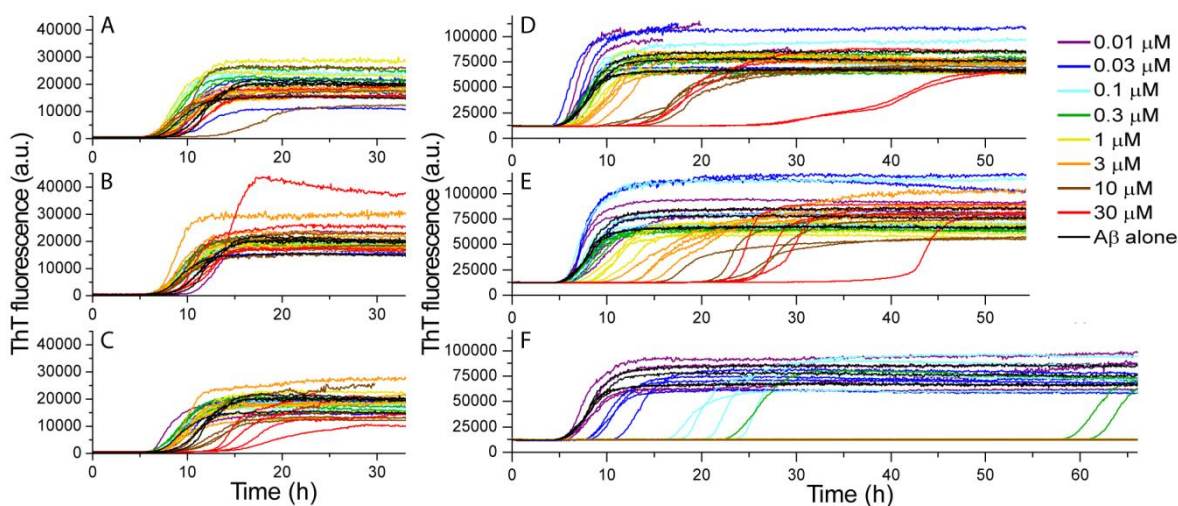 A
ThT fluorescence (a.u.)
50000
40000
30000
20000
10000
0
0 10 20 30
B
50000
40000
30000
20000
10000
0
0 10 20 30
C
50000
40000
30000
20000
10000
0
0 10 20 30
Time (h)
D
ThT fluorescence (a.u.)
100000
75000
50000
25000
0
0 10 20 30 40 50
E
100000
75000
50000
25000
0
0 10 20 30 40 50
F
100000
75000
50000
25000
0
0 10 20 30 40 50 60
Time (h)
0.01 μM
0.03 μM
0.1 μM
0.3 μM
1 μM
3 μM
10 μM
30 μM
Aβ alone